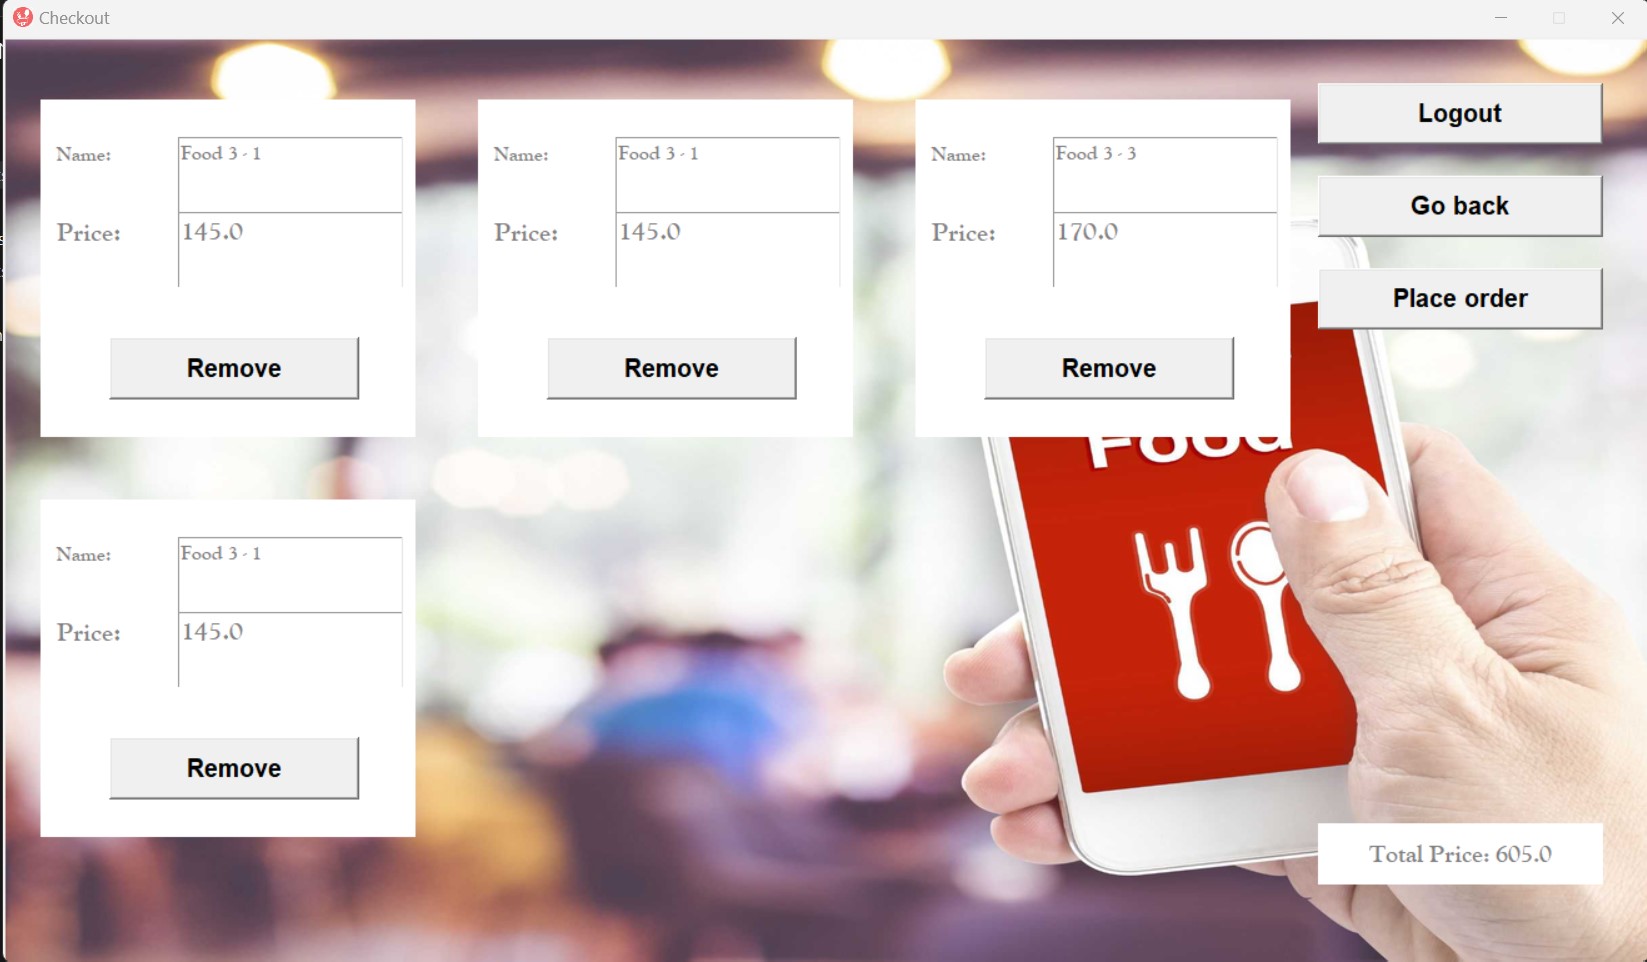 Checkout
Name: Food 3 - 1
Price: 145.0
Remove
Name: Food 3 - 1
Price: 145.0
Remove
Name: Food 3 - 3
Price: 170.0
Remove
Logout
Go back
Place order
Food
Name: Food 3 - 1
Price: 145.0
Remove
Total Price: 605.0